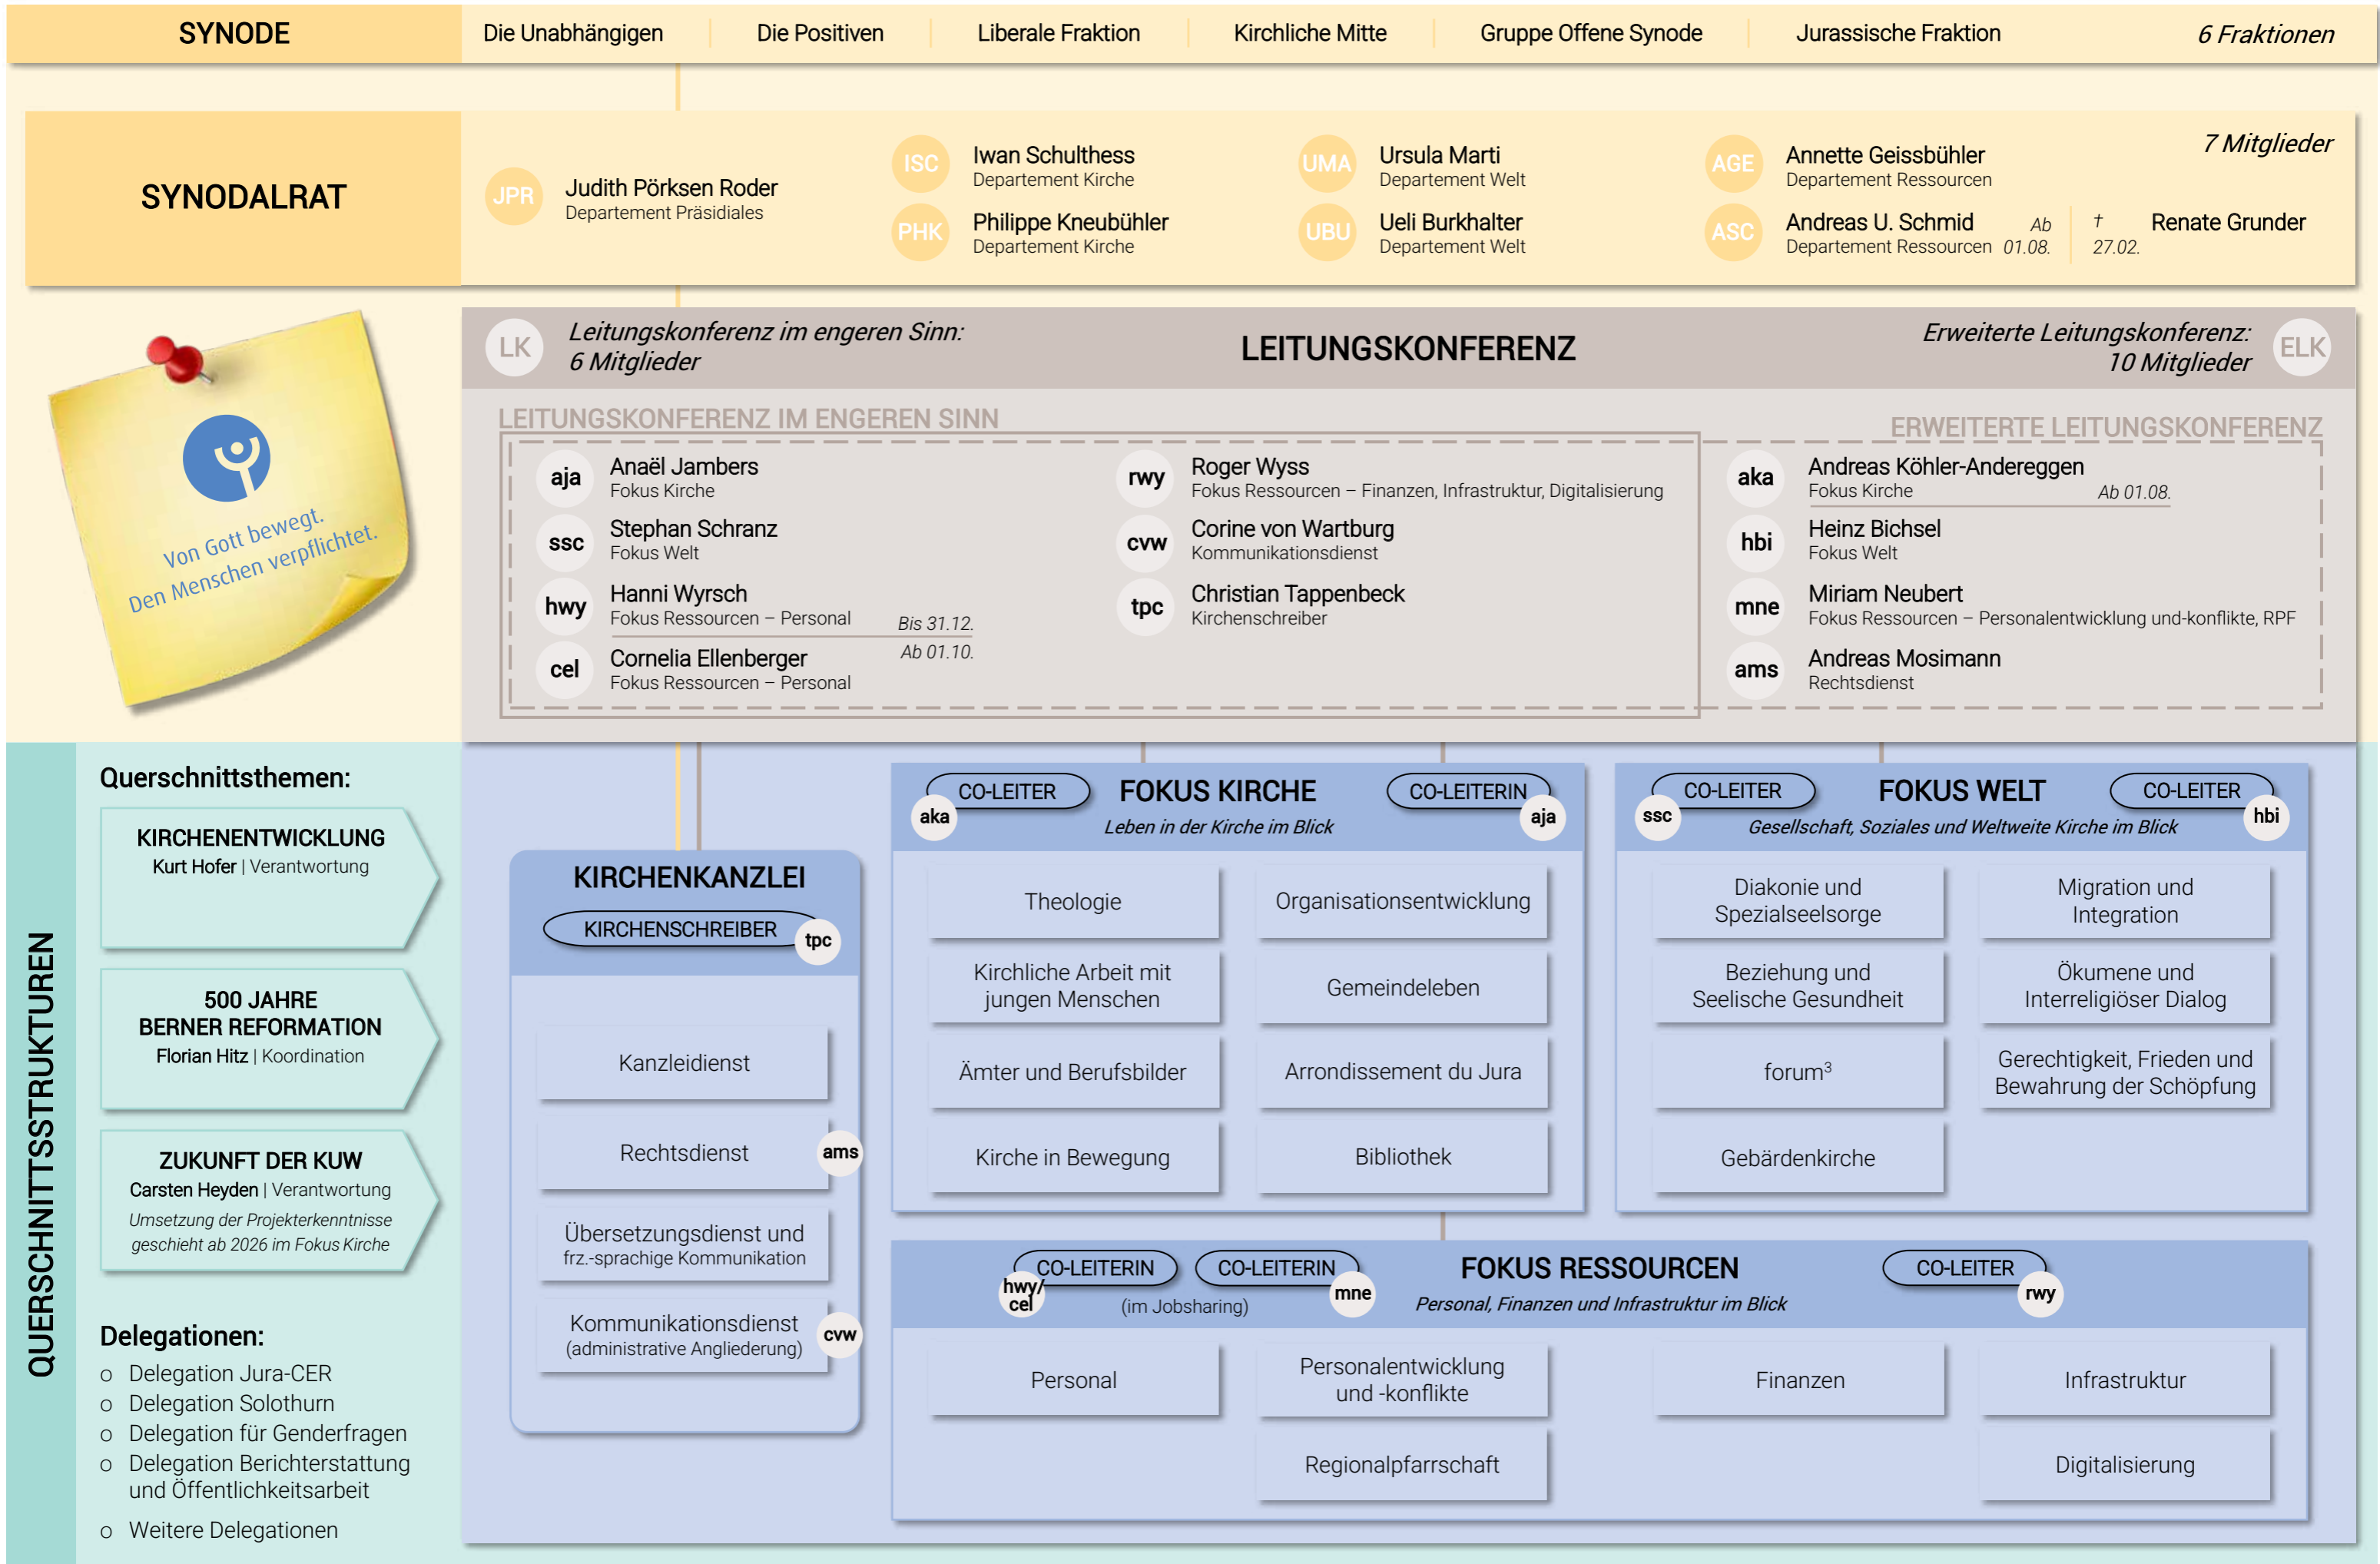 SYNODE
Die Unabhängigen
Die Positiven
Liberale Fraktion
Kirchliche Mitte
Gruppe Offene Synode
Jurassische Fraktion
6 Fraktionen
SYNODALRAT
7 Mitglieder
JPR
Judith Pörksen Roder
Departement Präsidiales
ISC
Iwan Schulthess
Departement Kirche
PHK
Philippe Kneubühler
Departement Kirche
UMA
Ursula Marti
Departement Welt
UBU
Ueli Burkhalter
Departement Welt
AGE
Annette Geissbühler
Departement Ressourcen
ASC
Andreas U. Schmid
Departement Ressourcen
Ab
01.08.
†
27.02.
Renate Grunder
Von Gott bewegt.
Den Menschen verpflichtet.
LK
Leitungskonferenz im engeren Sinn:
6 Mitglieder
LEITUNGSKONFERENZ
Erweiterte Leitungskonferenz:
10 Mitglieder
ELK
LEITUNGSKONFERENZ IM ENGEREN SINN
ERWEITERTE LEITUNGSKONFERENZ
aja
Anaël Jambers
Fokus Kirche
ssc
Stephan Schranz
Fokus Welt
hwy
Hanni Wyrsch
Fokus Ressourcen – Personal
Bis 31.12.
cel
Cornelia Ellenberger
Fokus Ressourcen – Personal
Ab 01.10.
rwy
Roger Wyss
Fokus Ressourcen – Finanzen, Infrastruktur, Digitalisierung
cvw
Corine von Wartburg
Kommunikationsdienst
tpc
Christian Tappenbeck
Kirchenschreiber
aka
Andreas Köhler-Andereggen
Fokus Kirche
Ab 01.08.
hbi
Heinz Bichsel
Fokus Welt
mne
Miriam Neubert
Fokus Ressourcen – Personalentwicklung und-konflikte, RPF
ams
Andreas Mosimann
Rechtsdienst
QUERSCHNITTSSTRUKTUREN
Querschnittsthemen:
KIRCHENENTWICKLUNG
Kurt Hofer | Verantwortung
500 JAHRE
BERNER REFORMATION
Florian Hitz | Koordination
ZUKUNFT DER KUW
Carsten Heyden | Verantwortung
Umsetzung der Projekterkenntnisse
geschieht ab 2026 im Fokus Kirche
Delegationen:
o Delegation Jura-CER
o Delegation Solothurn
o Delegation für Genderfragen
o Delegation Berichterstattung
und Öffentlichkeitsarbeit
o Weitere Delegationen
KIRCHENKANZLEI
KIRCHENSCHREIBER
tpc
Kanzleidienst
Rechtsdienst
ams
Übersetzungsdienst und
frz.-sprachige Kommunikation
Kommunikationsdienst
(administrative Angliederung)
cvw
CO-LEITER
aka
FOKUS KIRCHE
Leben in der Kirche im Blick
CO-LEITERIN
aja
Theologie
Organisationsentwicklung
Kirchliche Arbeit mit
jungen Menschen
Gemeindeleben
Ämter und Berufsbilder
Arrondissement du Jura
Kirche in Bewegung
Bibliothek
CO-LEITER
ssc
FOKUS WELT
Gesellschaft, Soziales und Weltweite Kirche im Blick
CO-LEITER
hbi
Diakonie und
Spezialseelsorge
Migration und
Integration
Beziehung und
Seelische Gesundheit
Ökumene und
Interreligiöser Dialog
forum³
Gerechtigkeit, Frieden und
Bewahrung der Schöpfung
Gebärdenkirche
CO-LEITERIN
hwy/
cel
(im Jobsharing)
CO-LEITERIN
mne
FOKUS RESSOURCEN
Personal, Finanzen und Infrastruktur im Blick
CO-LEITER
rwy
Personal
Personalentwicklung
und -konflikte
Finanzen
Infrastruktur
Regionalpfarrschaft
Digitalisierung